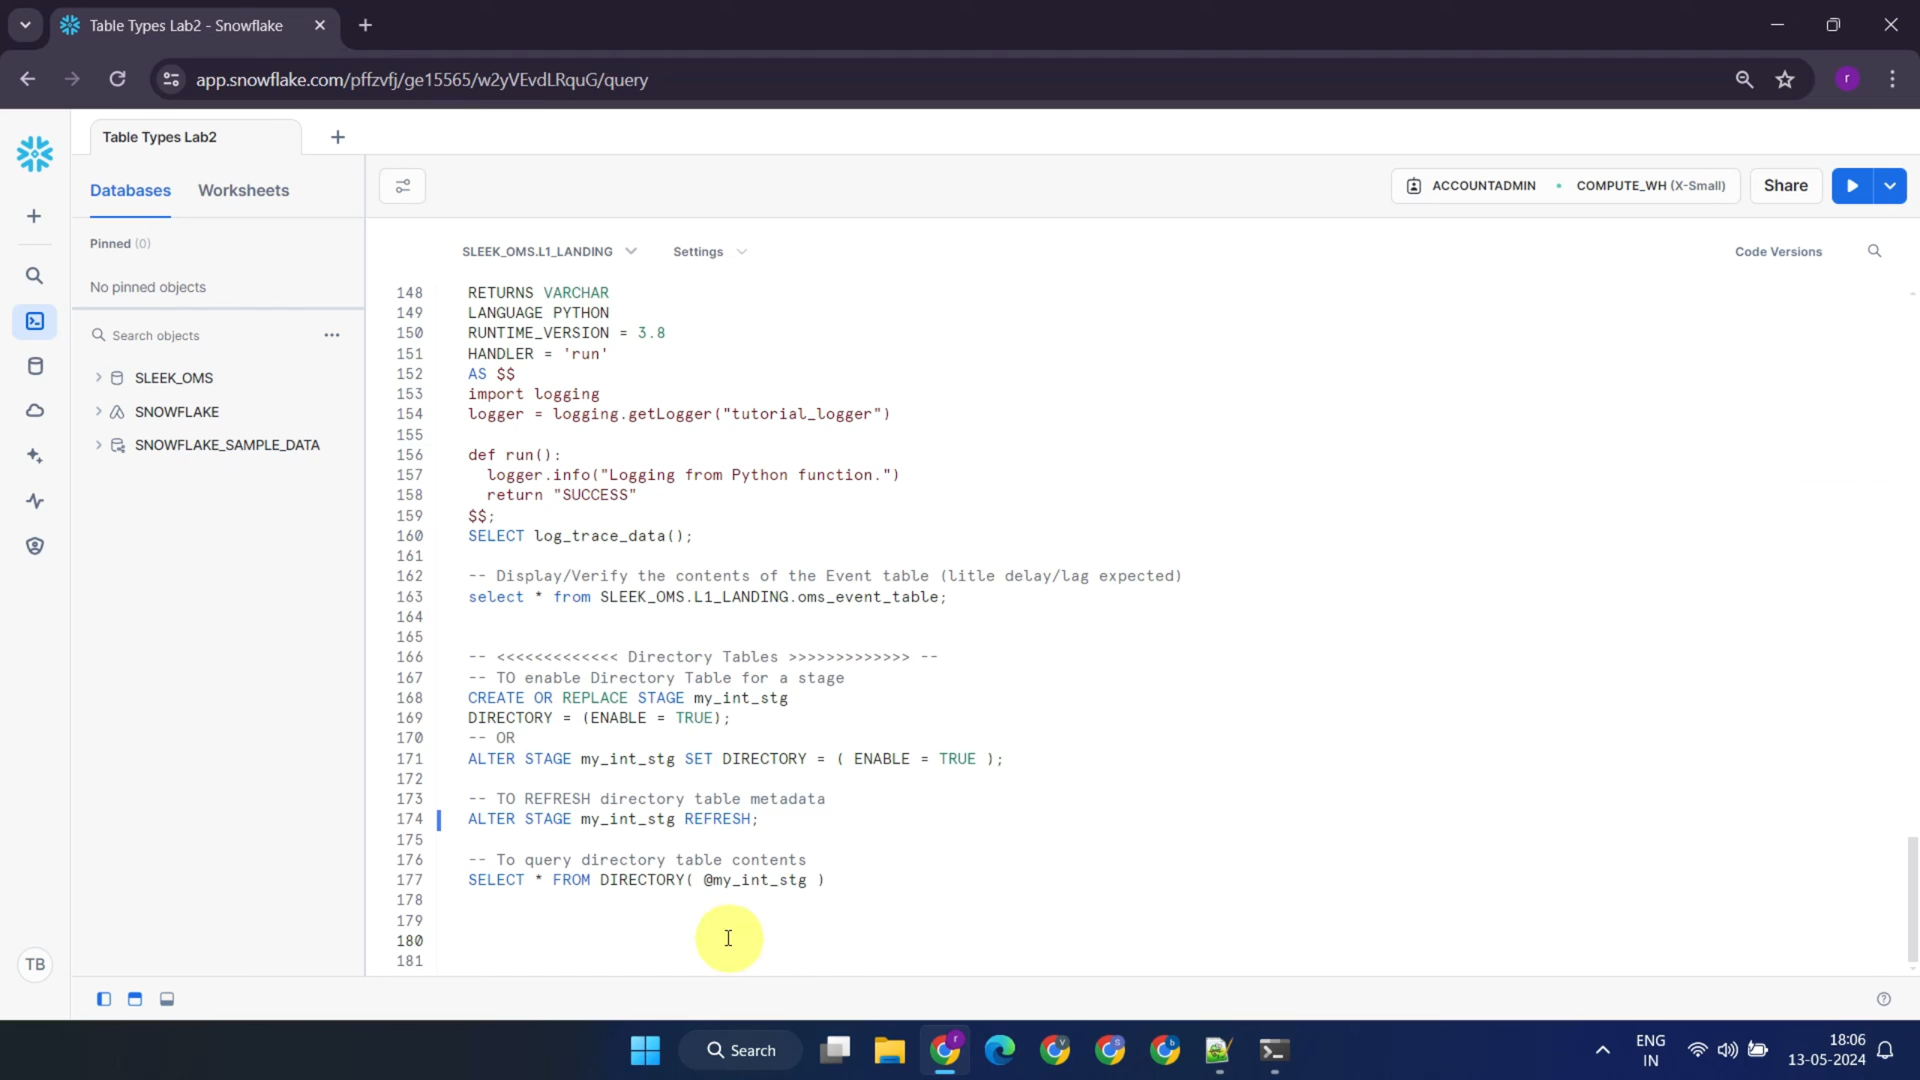 Table Types Lab2 - Snowflake
app.snowflake.com/pffzvfj/ge15565/w2yVEvdLRquG/query
r
Table Types Lab2
Databases
Worksheets
ACCOUNTADMIN
COMPUTE_WH (X-Small)
Share
Pinned (0)
No pinned objects
Search objects
SLEEK_OMS
SNOWFLAKE
SNOWFLAKE_SAMPLE_DATA
TB
SLEEK_OMS.L1_LANDING
Settings
Code Versions
148 RETURNS VARCHAR
149 LANGUAGE PYTHON
150 RUNTIME_VERSION = 3.8
151 HANDLER = 'run'
152 AS $$
153 import logging
154 logger = logging.getLogger("tutorial_logger")
155
156 def run():
157 logger.info("Logging from Python function.")
158 return "SUCCESS"
159 $$;
160 SELECT log_trace_data();
161
162 -- Display/Verify the contents of the Event table (litle delay/lag expected)
163 select * from SLEEK_OMS.L1_LANDING.oms_event_table;
164
165
166 -- <<<<<<<<<<<<< Directory Tables >>>>>>>>>>>>> --
167 -- TO enable Directory Table for a stage
168 CREATE OR REPLACE STAGE my_int_stg
169 DIRECTORY = (ENABLE = TRUE);
170 -- OR
171 ALTER STAGE my_int_stg SET DIRECTORY = ( ENABLE = TRUE );
172
173 -- TO REFRESH directory table metadata
174 ALTER STAGE my_int_stg REFRESH;
175
176 -- To query directory table contents
177 SELECT * FROM DIRECTORY( @my_int_stg )
178
179
180
181
Search
r
V
S
b
ENG
IN
18:06
13-05-2024